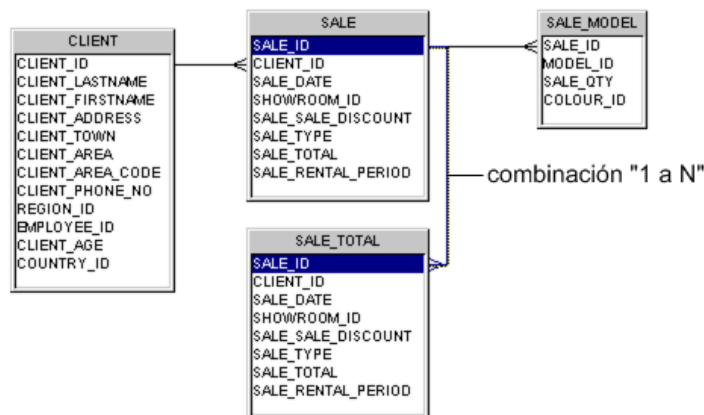 CLIENT
CLIENT_ID
CLIENT_LASTNAME
CLIENT_FIRSTNAME
CLIENT_ADDRESS
CLIENT_TOWN
CLIENT_AREA
CLIENT_AREA_CODE
CLIENT_PHONE_NO
REGION_ID
EMPLOYEE_ID
CLIENT_AGE
COUNTRY_ID
SALE
SALE_ID
CLIENT_ID
SALE_DATE
SHOWROOM_ID
SALE_SALE_DISCOUNT
SALE_TYPE
SALE_TOTAL
SALE_RENTAL_PERIOD
SALE_MODEL
SALE_ID
MODEL_ID
SALE_QTY
COLOUR_ID
combinación "1 a N"
SALE_TOTAL
SALE_ID
CLIENT_ID
SALE_DATE
SHOWROOM_ID
SALE_SALE_DISCOUNT
SALE_TYPE
SALE_TOTAL
SALE_RENTAL_PERIOD